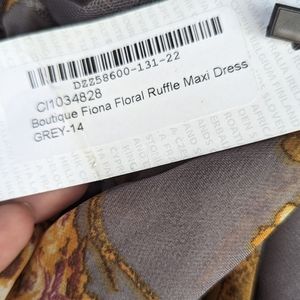 DZZ58600-131-22
CI1034828
Boutique Fiona Floral Ruffle Maxi Dress
GREY-14